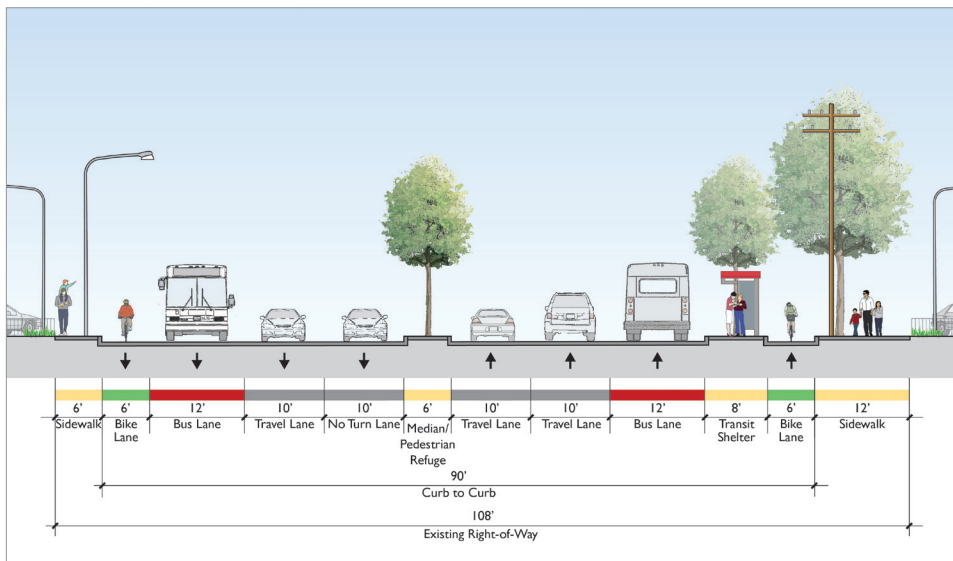 6’ 6’ 12’ 10’ 10’ 6’ 10’ 10’ 12’ 8’ 6’ 12’
Sidewalk Bike Bus Lane Travel Lane No Turn Lane Median/ Travel Lane Travel Lane Bus Lane Transit Bike Sidewalk
Lane Pedestrian Shelter Lane
Refuge
90’
Curb to Curb
108’
Existing Right-of-Way